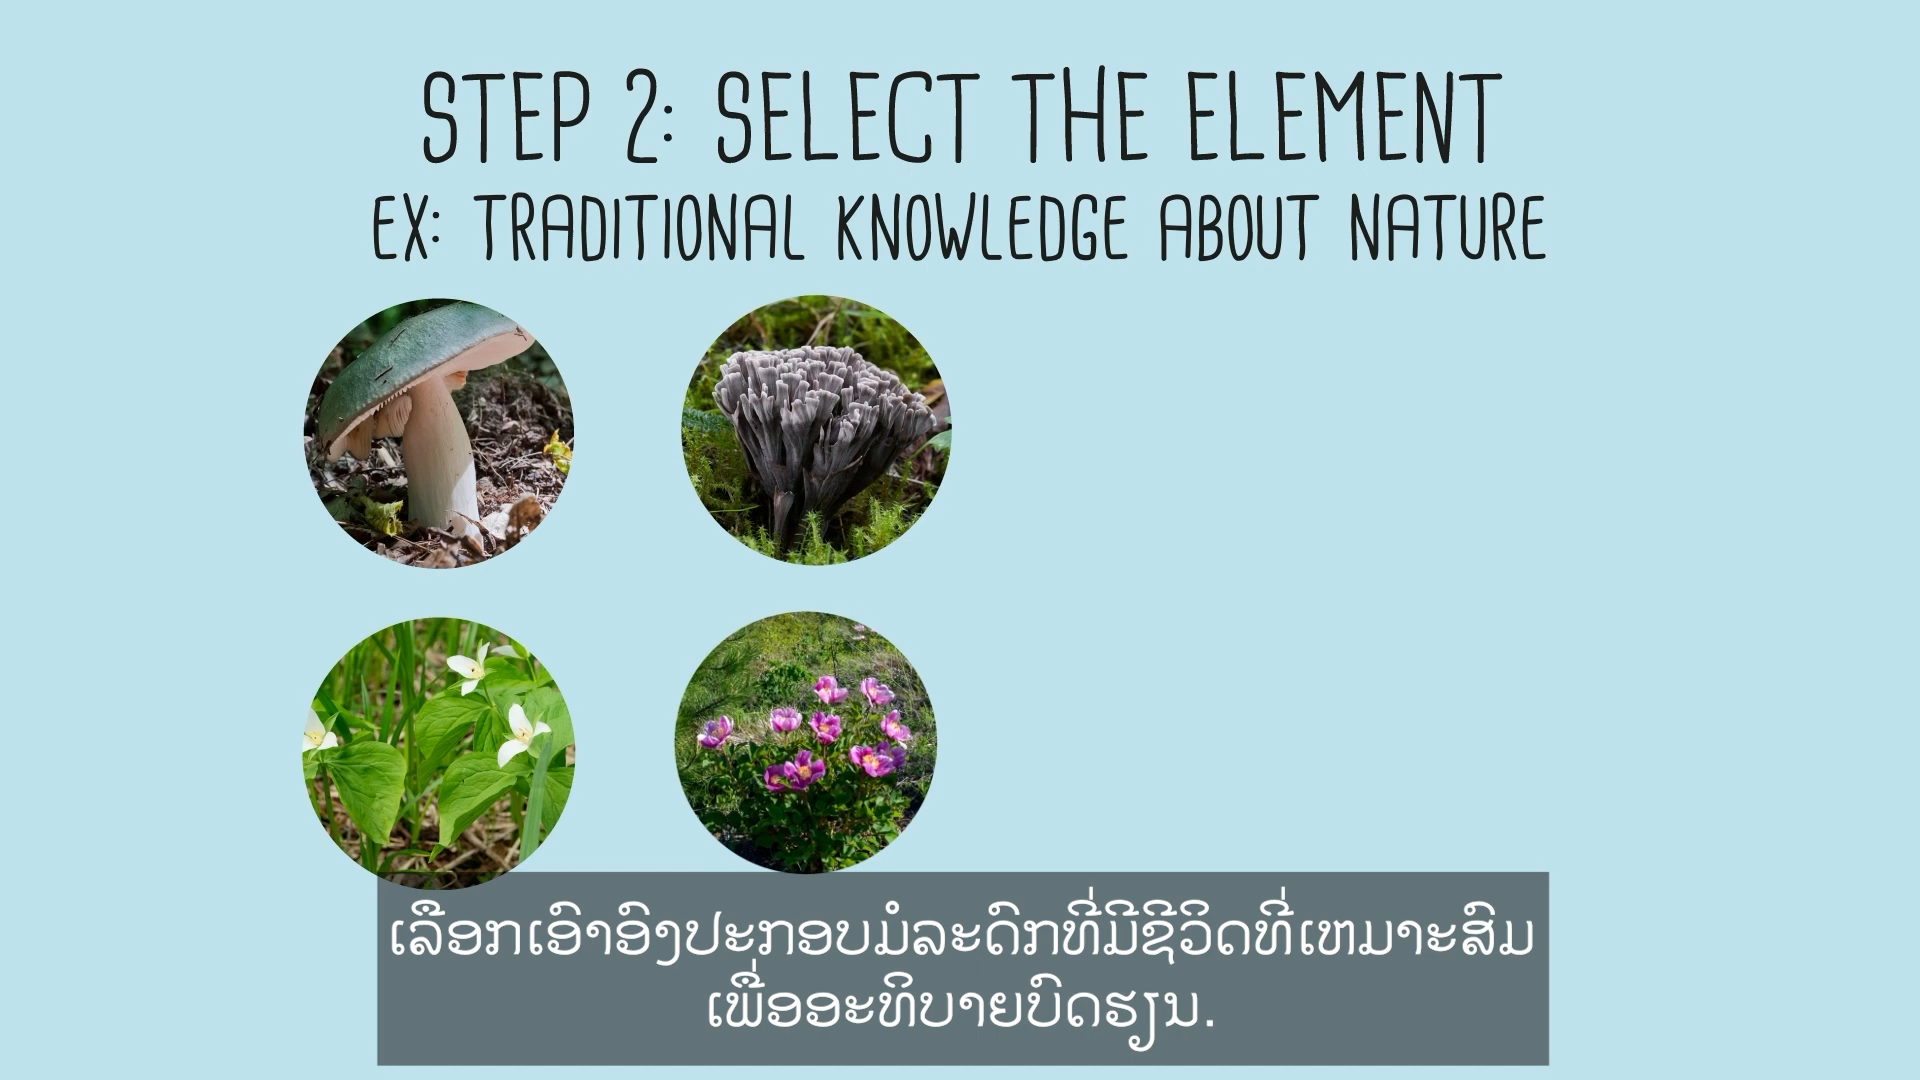 STEP 2: SELECT THE ELEMENT
EX: TRADITIONAL KNOWLEDGE ABOUT NATURE
ເລືອກເອົາອົງປະກອບມໍລະດົກທີ່ມີຊີວິດທີ່ເຫມາະສົມ
ເພື່ອອະທິບາຍບົດຮຽນ.